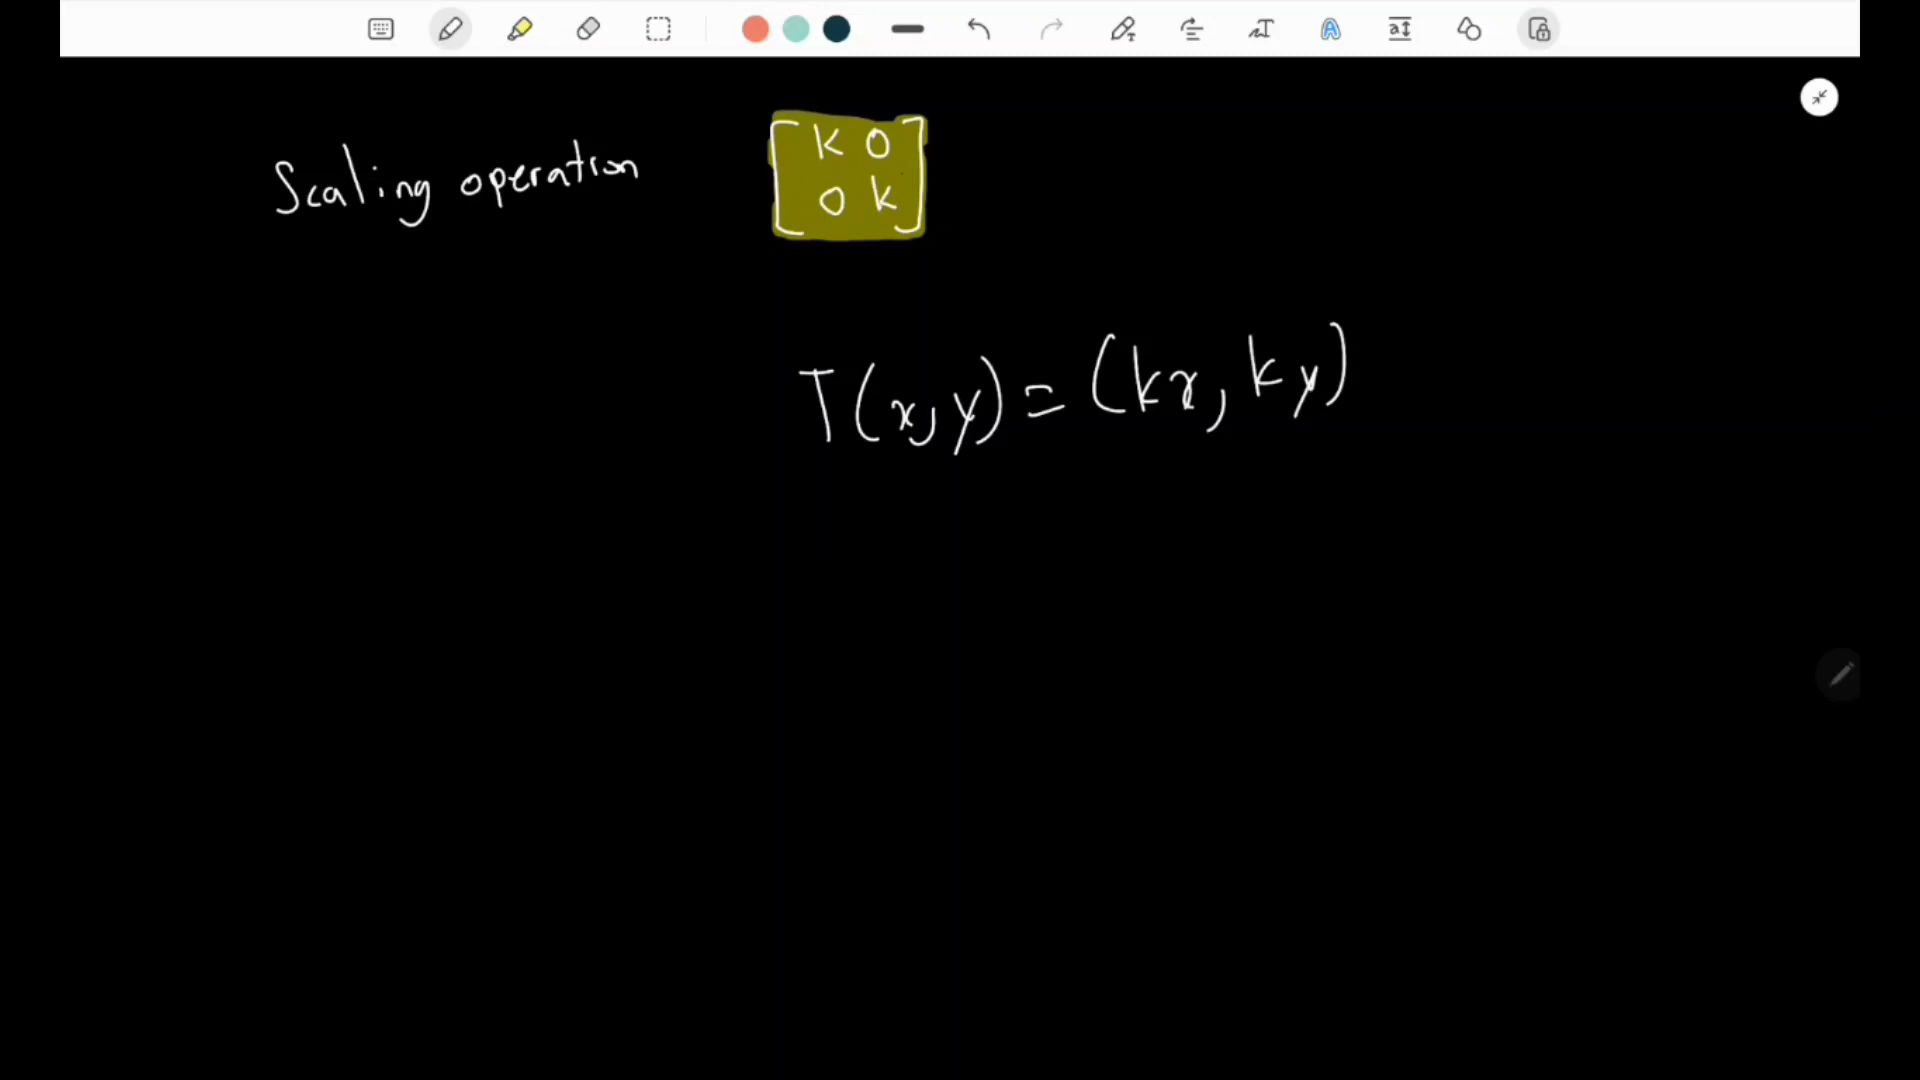 Scaling operation
[k 0
0 k]
T(x, y) = (kx, ky)